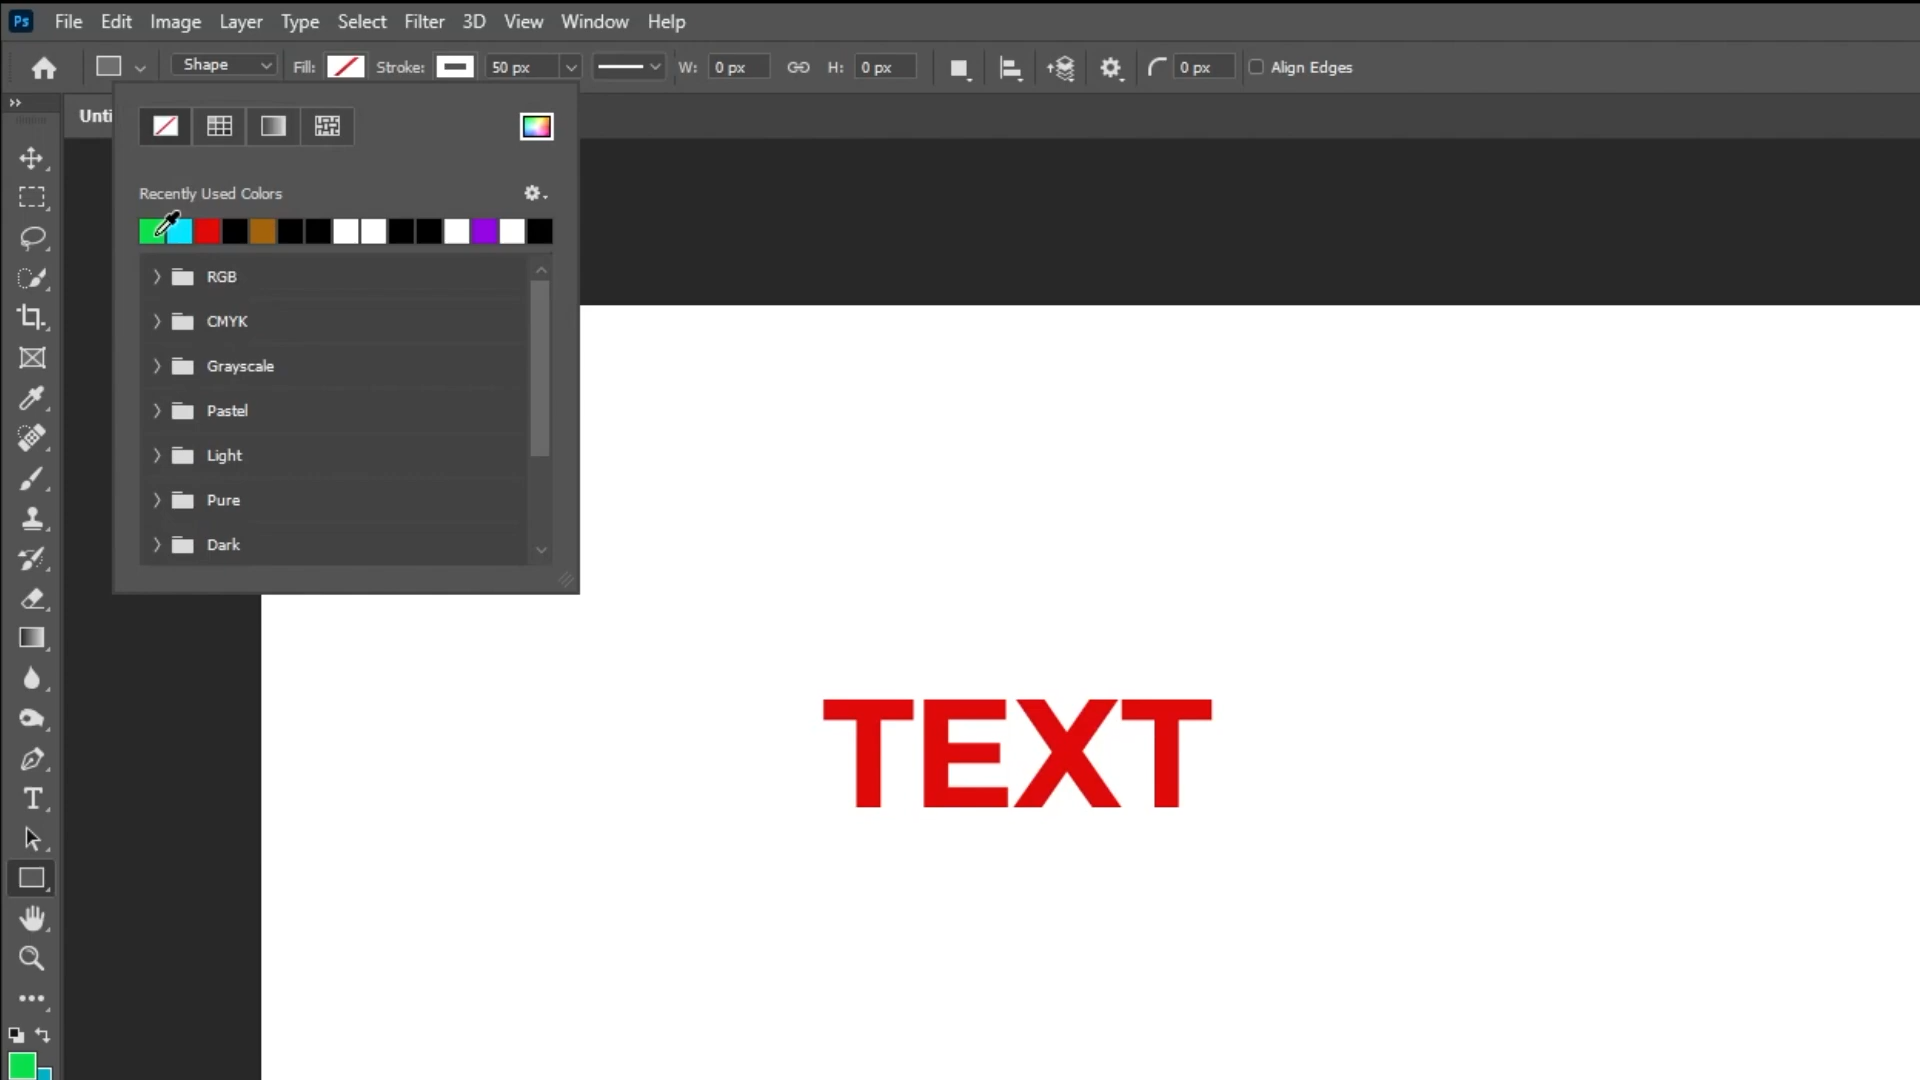 Ps File Edit Image Layer Type Select Filter 3D View Window Help
Shape Fill: Stroke: 50 px W: 0 px H: 0 px 0 px Align Edges
Unti
Recently Used Colors
RGB
CMYK
Grayscale
Pastel
Light
Pure
Dark
TEXT
T